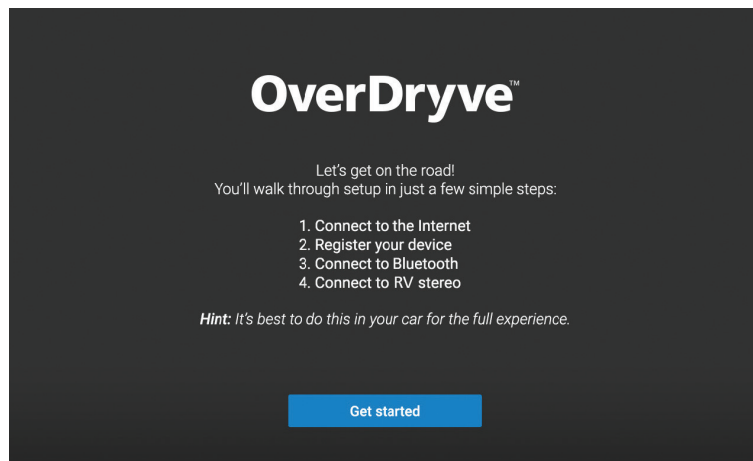 OverDryve™
Let's get on the road!
You'll walk through setup in just a few simple steps:
1. Connect to the Internet
2. Register your device
3. Connect to Bluetooth
4. Connect to RV stereo
Hint: It's best to do this in your car for the full experience.
Get started